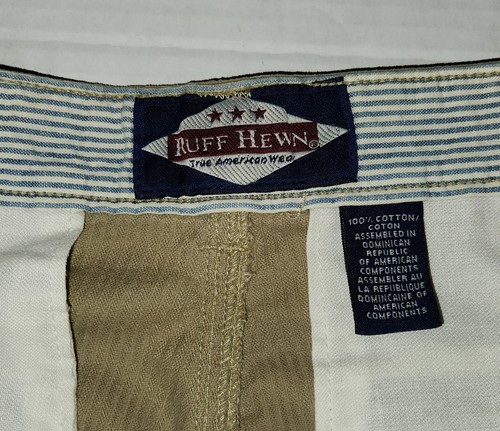 RUFF HEWN®
True American Wear
100% COTTON/
COTON
ASSEMBLED IN
DOMINICAN
REPUBLIC
OF AMERICAN
COMPONENTS
ASSEMBLER AU
LA REPUBLIQUE
DOMINCAINE OF
AMERICAN
COMPONENTS